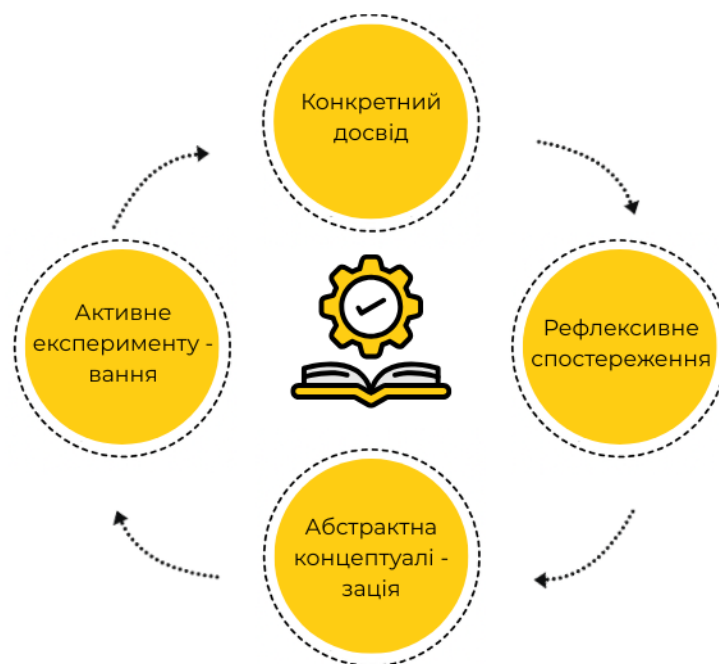 Конкретний
досвід
Активне
експерименту -
вання
Рефлексивне
спостереження
Абстрактна
концептуалі -
зація